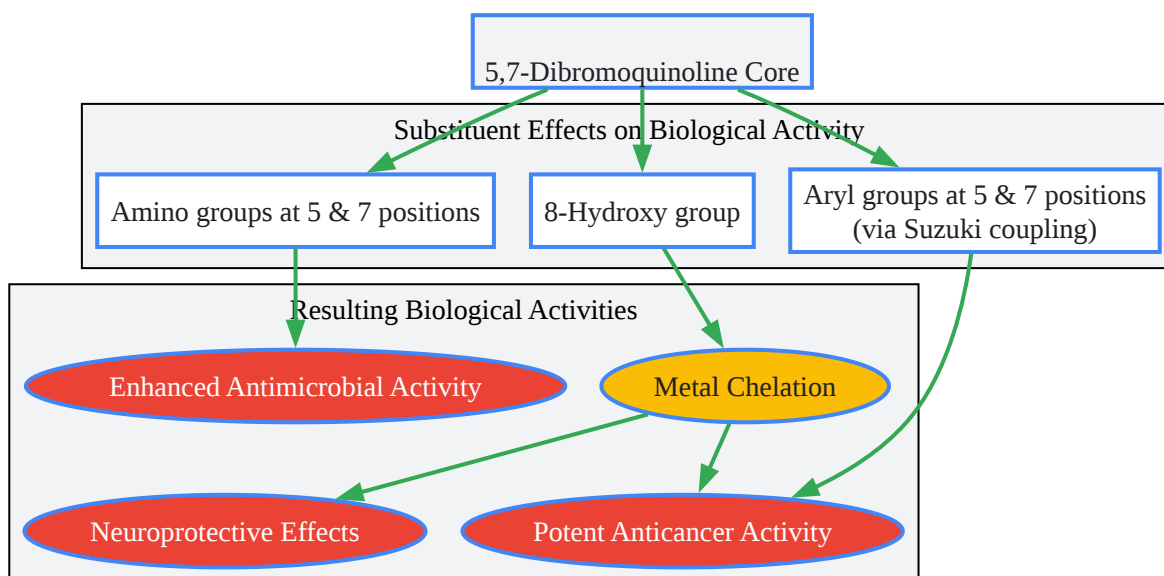 5,7-Dibromoquinoline Core
Substituent Effects on Biological Activity
Amino groups at 5 & 7 positions
8-Hydroxy group
Aryl groups at 5 & 7 positions
(via Suzuki coupling)
Resulting Biological Activities
Enhanced Antimicrobial Activity
Metal Chelation
Neuroprotective Effects
Potent Anticancer Activity